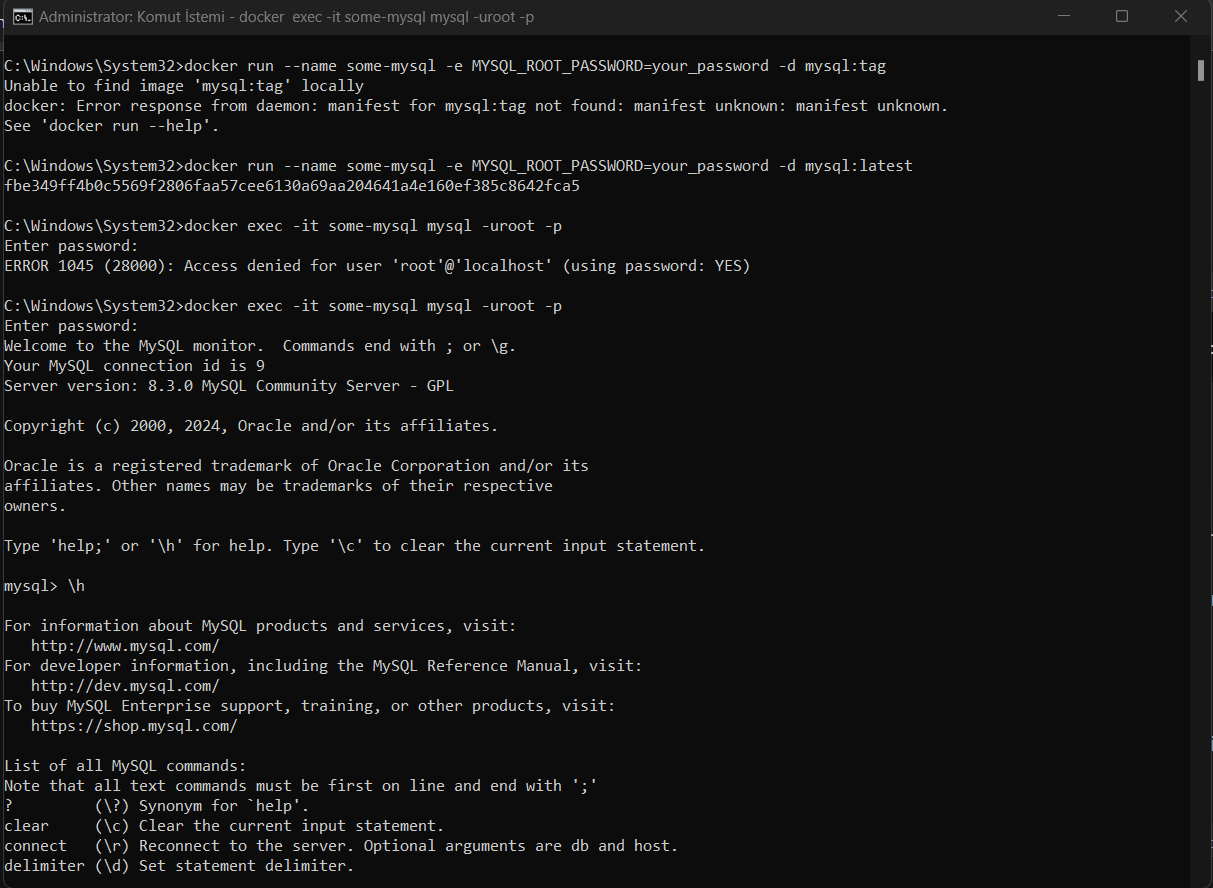 Administrator: Komut İstemi - docker  exec -it some-mysql mysql -uroot -p
C:\Windows\System32>docker run --name some-mysql -e MYSQL_ROOT_PASSWORD=your_password -d mysql:tag
Unable to find image 'mysql:tag' locally
docker: Error response from daemon: manifest for mysql:tag not found: manifest unknown: manifest unknown.
See 'docker run --help'.
C:\Windows\System32>docker run --name some-mysql -e MYSQL_ROOT_PASSWORD=your_password -d mysql:latest
fbe349ff4b0c5569f2806faa57cee6130a69aa204641a4e160ef385c8642fca5
C:\Windows\System32>docker exec -it some-mysql mysql -uroot -p
Enter password:
ERROR 1045 (28000): Access denied for user 'root'@'localhost' (using password: YES)
C:\Windows\System32>docker exec -it some-mysql mysql -uroot -p
Enter password:
Welcome to the MySQL monitor.  Commands end with ; or \g.
Your MySQL connection id is 9
Server version: 8.3.0 MySQL Community Server - GPL
Copyright (c) 2000, 2024, Oracle and/or its affiliates.
Oracle is a registered trademark of Oracle Corporation and/or its
affiliates. Other names may be trademarks of their respective
owners.
Type 'help;' or '\h' for help. Type '\c' to clear the current input statement.
mysql> \h
For information about MySQL products and services, visit:
   http://www.mysql.com/
For developer information, including the MySQL Reference Manual, visit:
   http://dev.mysql.com/
To buy MySQL Enterprise support, training, or other products, visit:
   https://shop.mysql.com/
List of all MySQL commands:
Note that all text commands must be first on line and end with ';'
?         (\?) Synonym for `help'.
clear     (\c) Clear the current input statement.
connect   (\r) Reconnect to the server. Optional arguments are db and host.
delimiter (\d) Set statement delimiter.